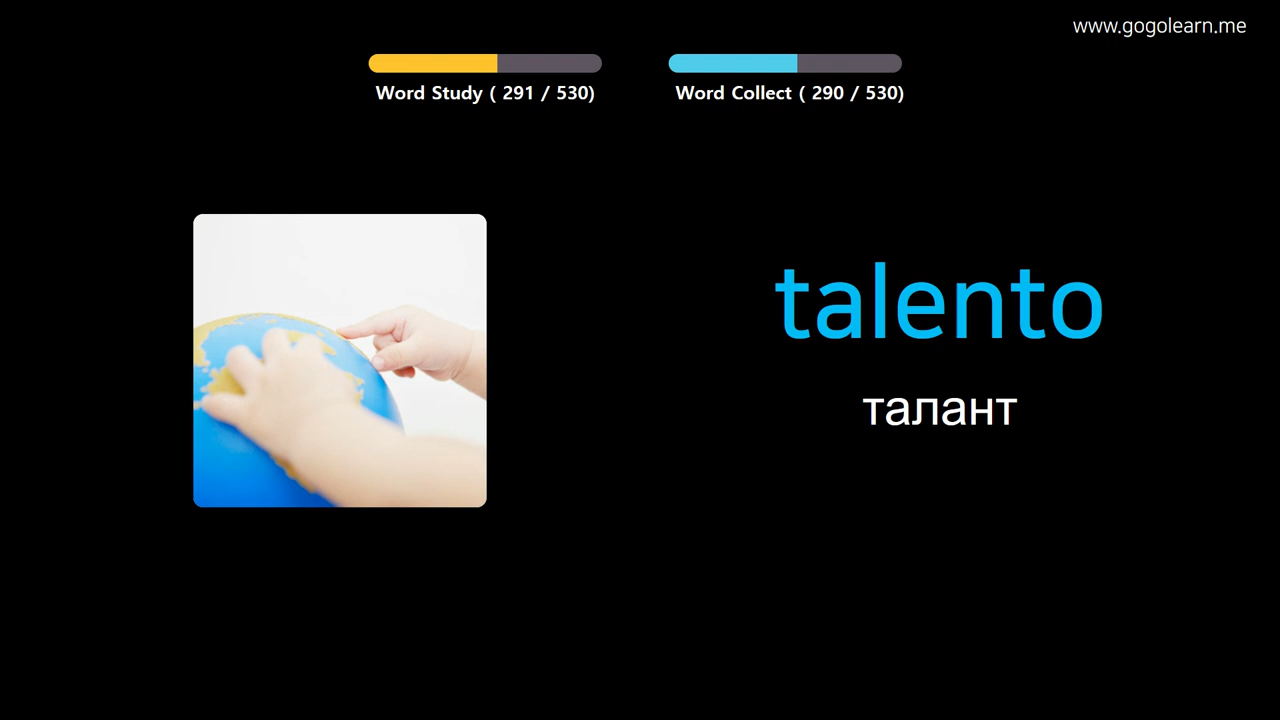 www.gogolearn.me
Word Study ( 291 / 530)
Word Collect ( 290 / 530)
talento
талант